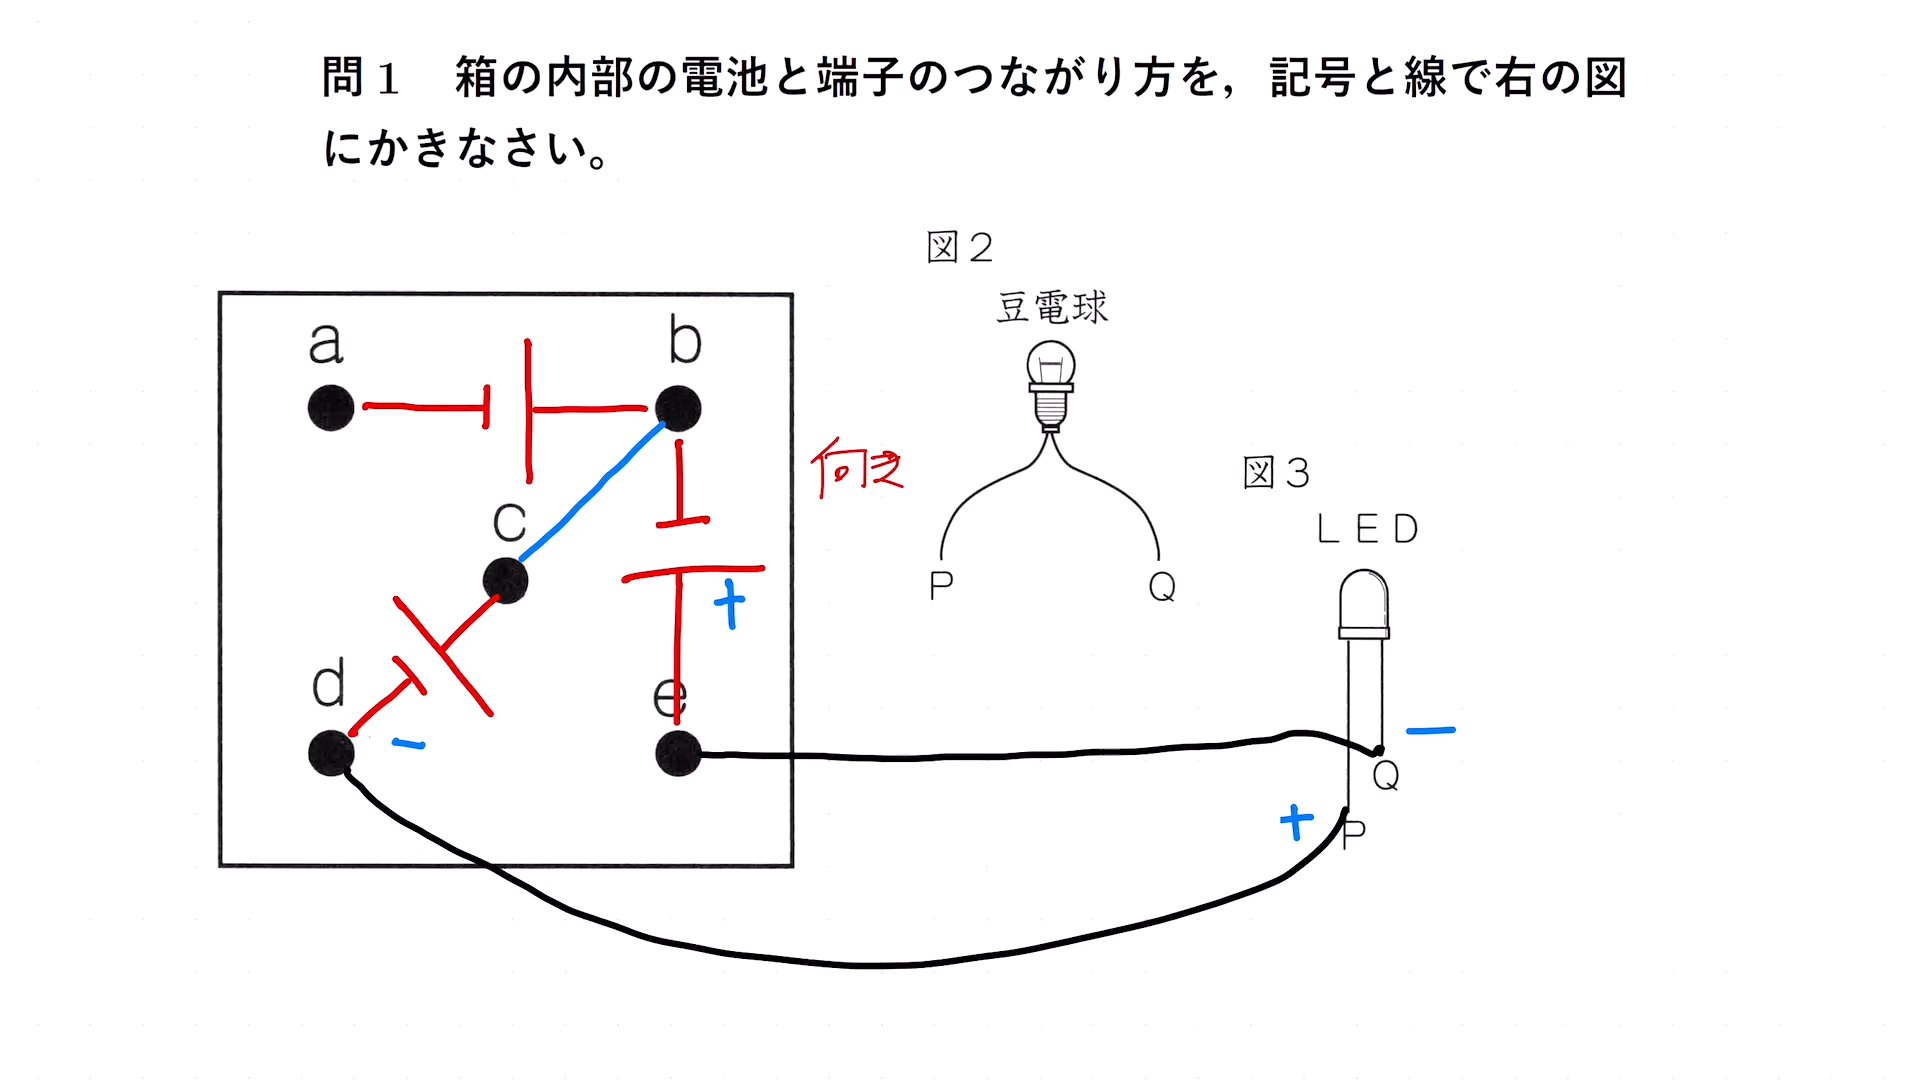 問1 箱の内部の電池と端子のつながり方を，記号と線で右の図
にかきなさい。
図2
豆電球
a
b
向き
図3
c
LED
P
Q
+
d
e
-
-
Q
+
P